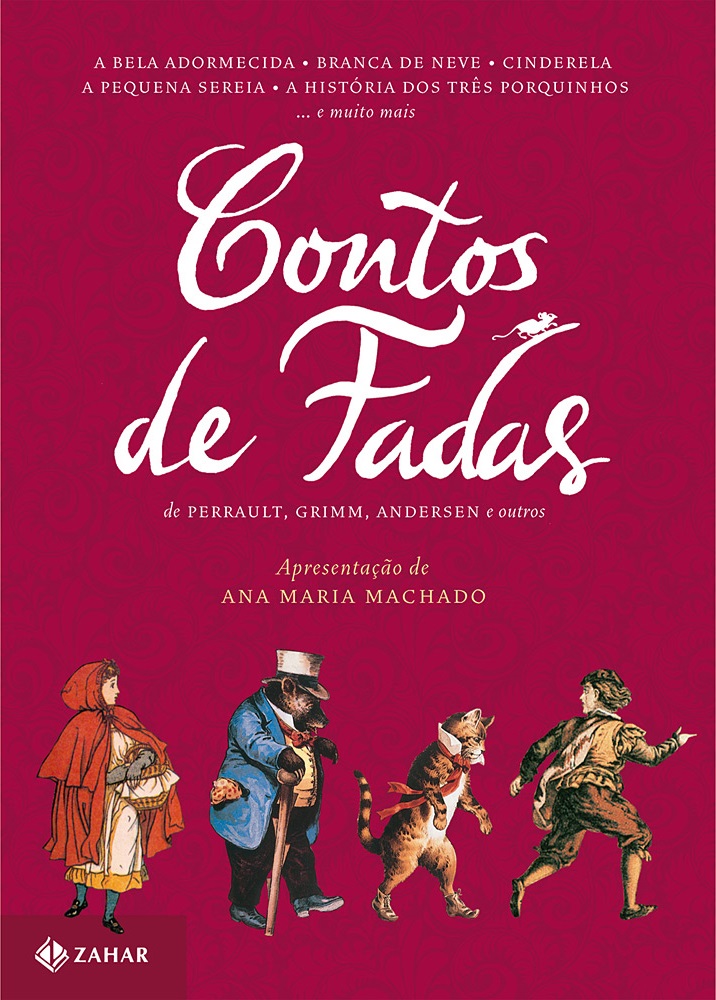 A BELA ADORMECIDA • BRANCA DE NEVE • CINDERELA
A PEQUENA SEREIA • A HISTÓRIA DOS TRÊS PORQUINHOS
... e muito mais
Contos
de Fadas
de PERRAULT, GRIMM, ANDERSEN e outros
Apresentação de
ANA MARIA MACHADO
ZAHAR